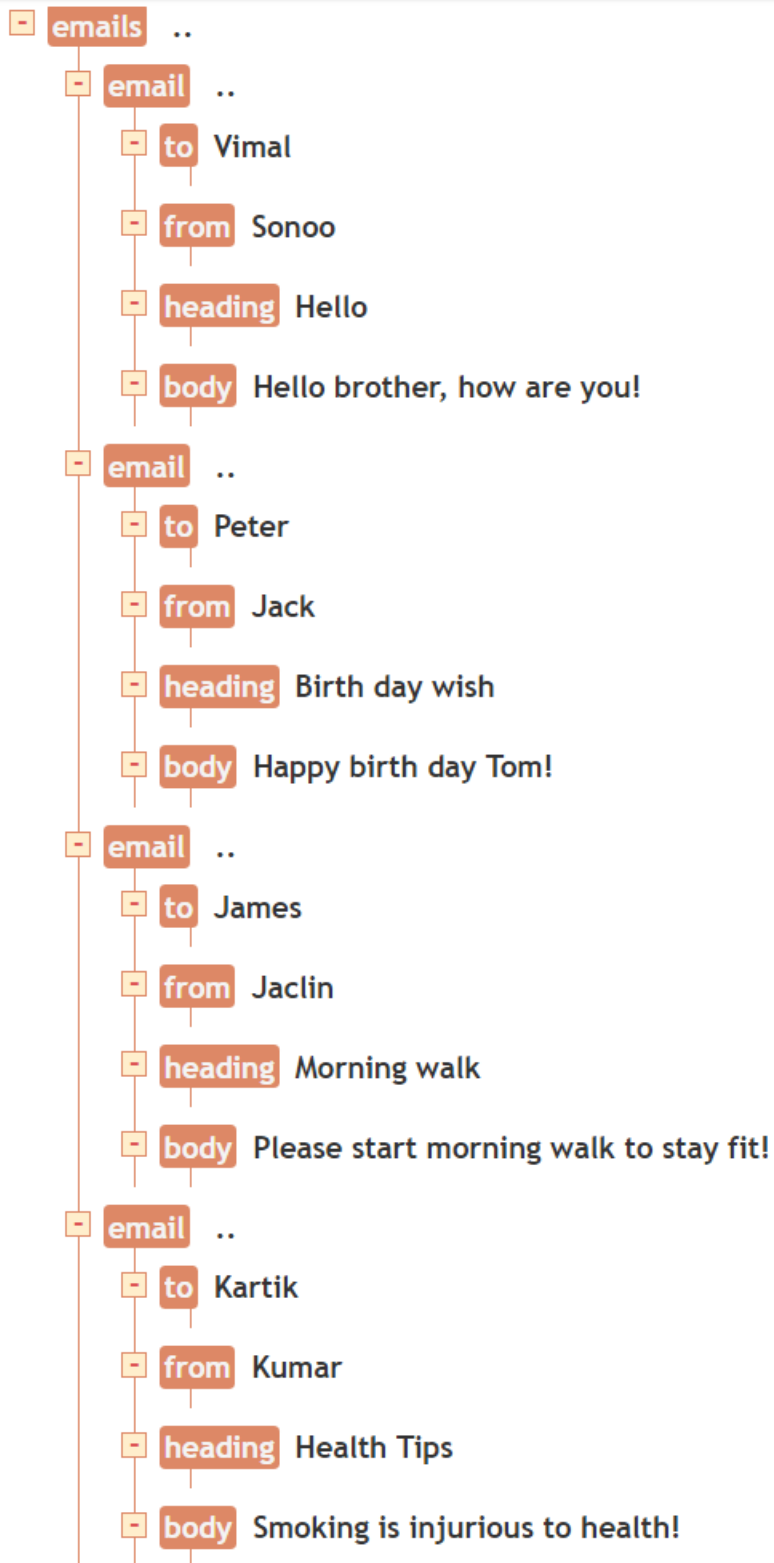 - emails ..
- email ..
- to Vimal
- from Sonoo
- heading Hello
- body Hello brother, how are you!
- email ..
- to Peter
- from Jack
- heading Birth day wish
- body Happy birth day Tom!
- email ..
- to James
- from Jaclin
- heading Morning walk
- body Please start morning walk to stay fit!
- email ..
- to Kartik
- from Kumar
- heading Health Tips
- body Smoking is injurious to health!